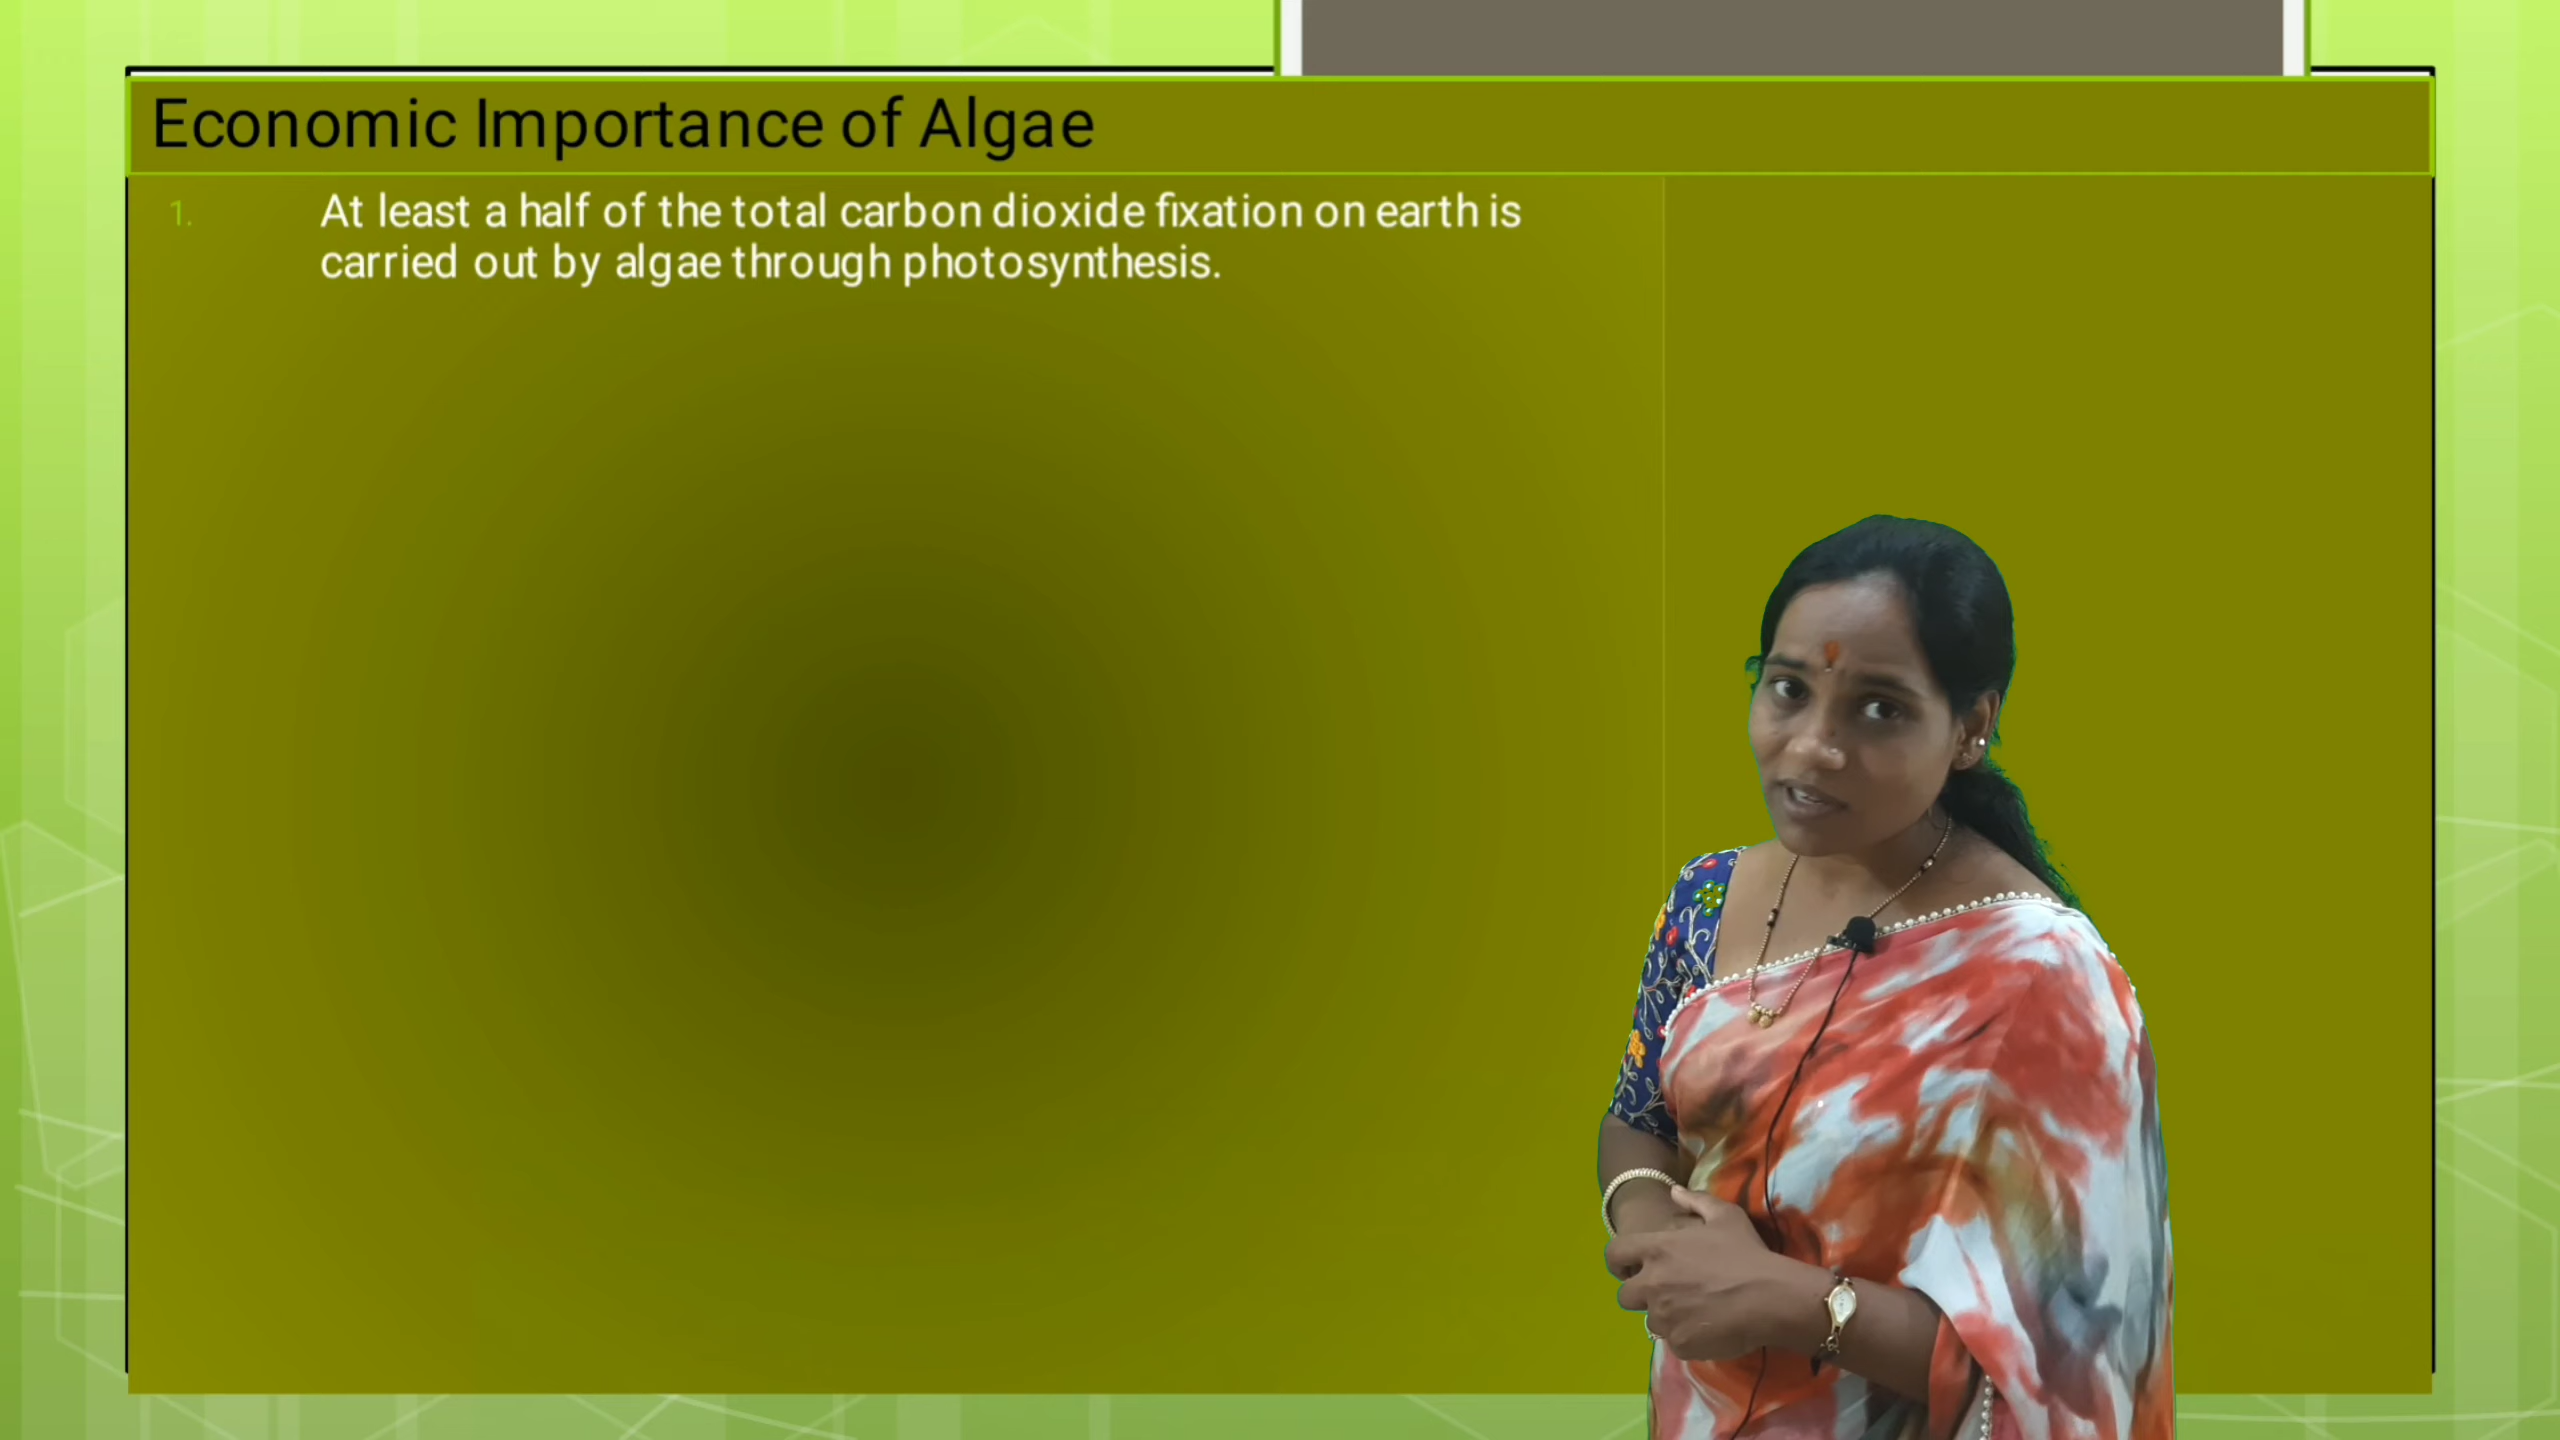 Economic Importance of Algae
1. At least a half of the total carbon dioxide fixation on earth is
carried out by algae through photosynthesis.